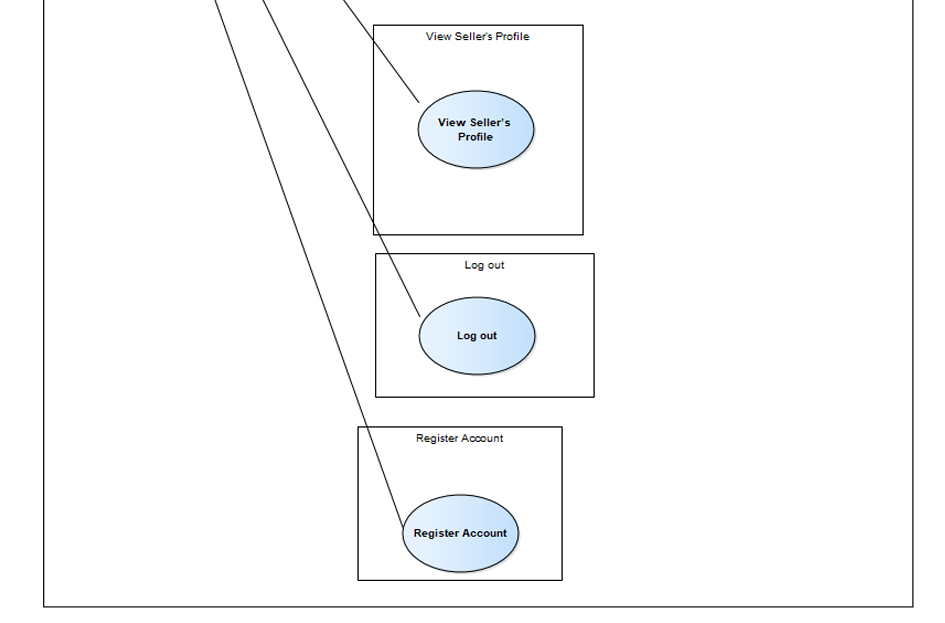 View Seller's Profile
View Seller's
Profile
Log out
Log out
Register Account
Register Account